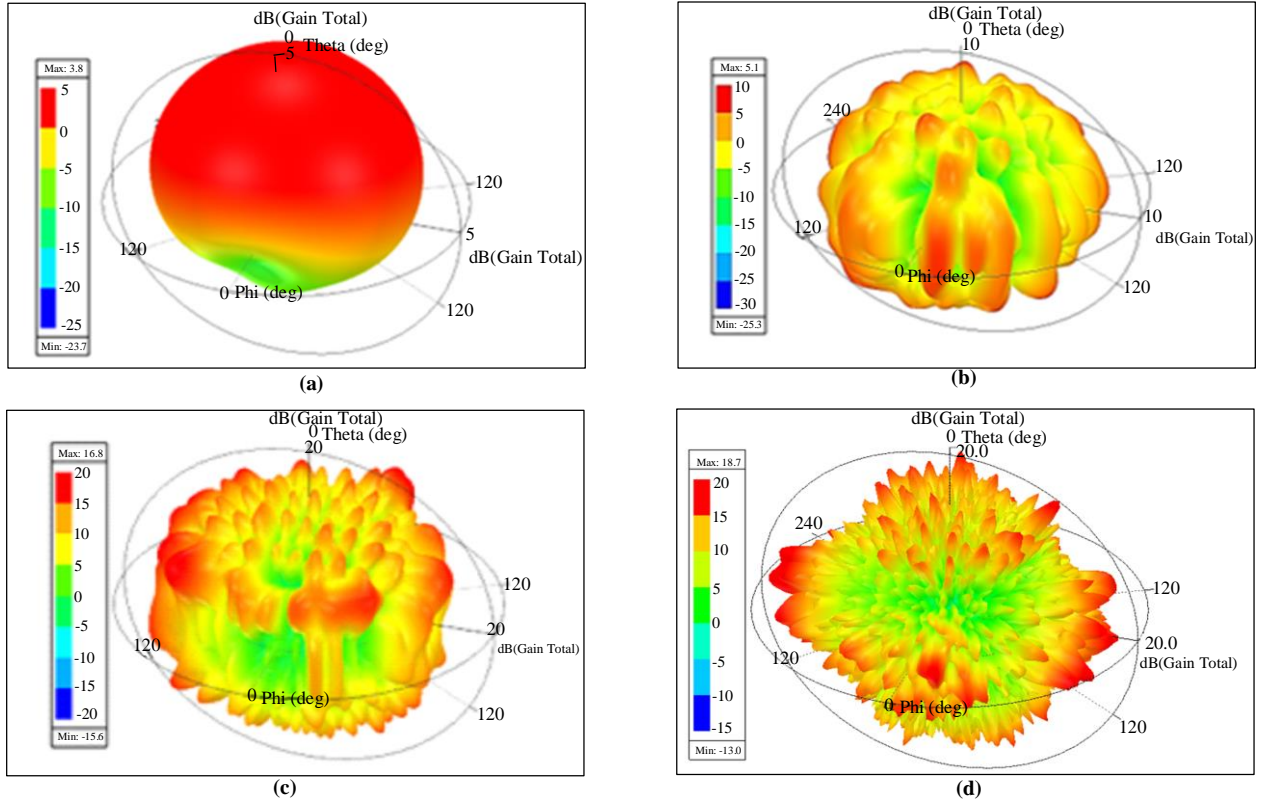 dB(Gain Total)
0
Theta (deg)
5
Max: 3.8
5
0
-5
-10
-15
-20
-25
Min: -23.7
120
120
5
dB(Gain Total)
0 Phi (deg)
120
(a)
dB(Gain Total)
0 Theta (deg)
10
Max: 5.1
10
5
0
-5
-10
-15
-20
-25
-30
Min: -25.3
240
120
120
10
dB(Gain Total)
0 Phi (deg)
120
(b)
dB(Gain Total)
0 Theta (deg)
20
Max: 16.8
20
15
10
5
0
-5
-10
-15
-20
Min: -15.6
120
120
20
dB(Gain Total)
0 Phi (deg)
120
(c)
dB(Gain Total)
0 Theta (deg)
20.0
Max: 18.7
20
15
10
5
0
-5
-10
-15
Min: -13.0
240
120
120
20.0
dB(Gain Total)
0 Phi (deg)
120
(d)